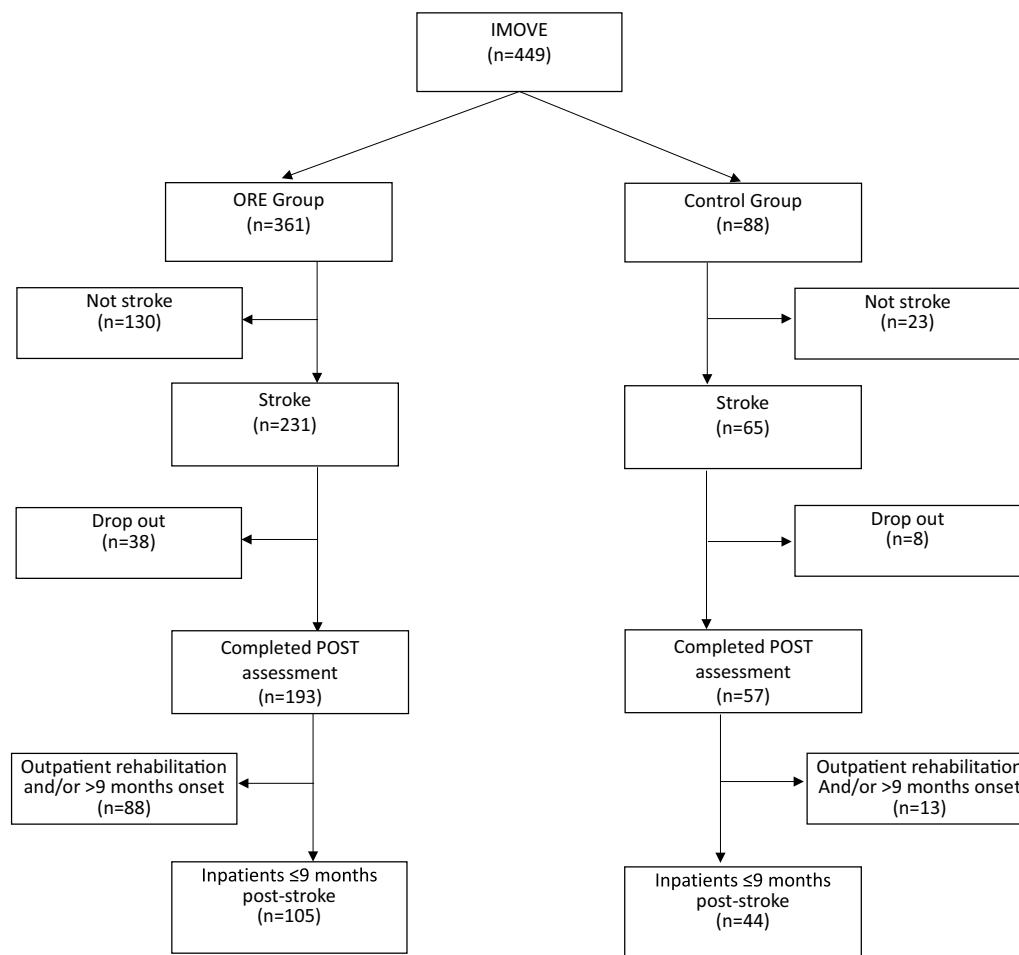 IMOVE
(n=449)
ORE Group
(n=361)
Control Group
(n=88)
Not stroke
(n=130)
Not stroke
(n=23)
Stroke
(n=231)
Stroke
(n=65)
Drop out
(n=38)
Drop out
(n=8)
Completed POST
assessment
(n=193)
Completed POST
assessment
(n=57)
Outpatient rehabilitation
and/or >9 months onset
(n=88)
Outpatient rehabilitation
And/or >9 months onset
(n=13)
Inpatients ≤9 months
post-stroke
(n=105)
Inpatients ≤9 months
post-stroke
(n=44)